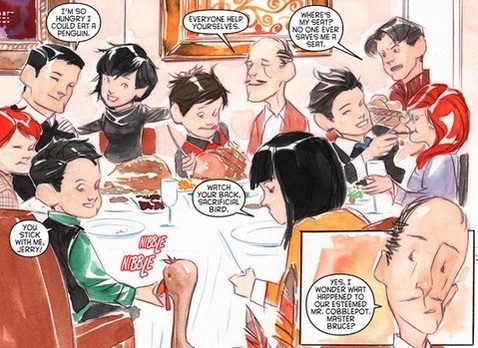 I'M SO
HUNGRY I
COULD EAT A
PENGUIN.
EVERYONE HELP
YOURSELVES.
WHERE'S
MY SEAT?
NO ONE EVER
SAVES ME A
SEAT.
WATCH
YOUR BACK,
SACRIFICIAL
BIRD.
YOU
STICK WITH
ME,
JERRY!
NIBBLE
NIBBLE
YES, I
WONDER WHAT
HAPPENED TO
OUR ESTEEMED
MR. COBBLEPOT.
MASTER
BRUCE?